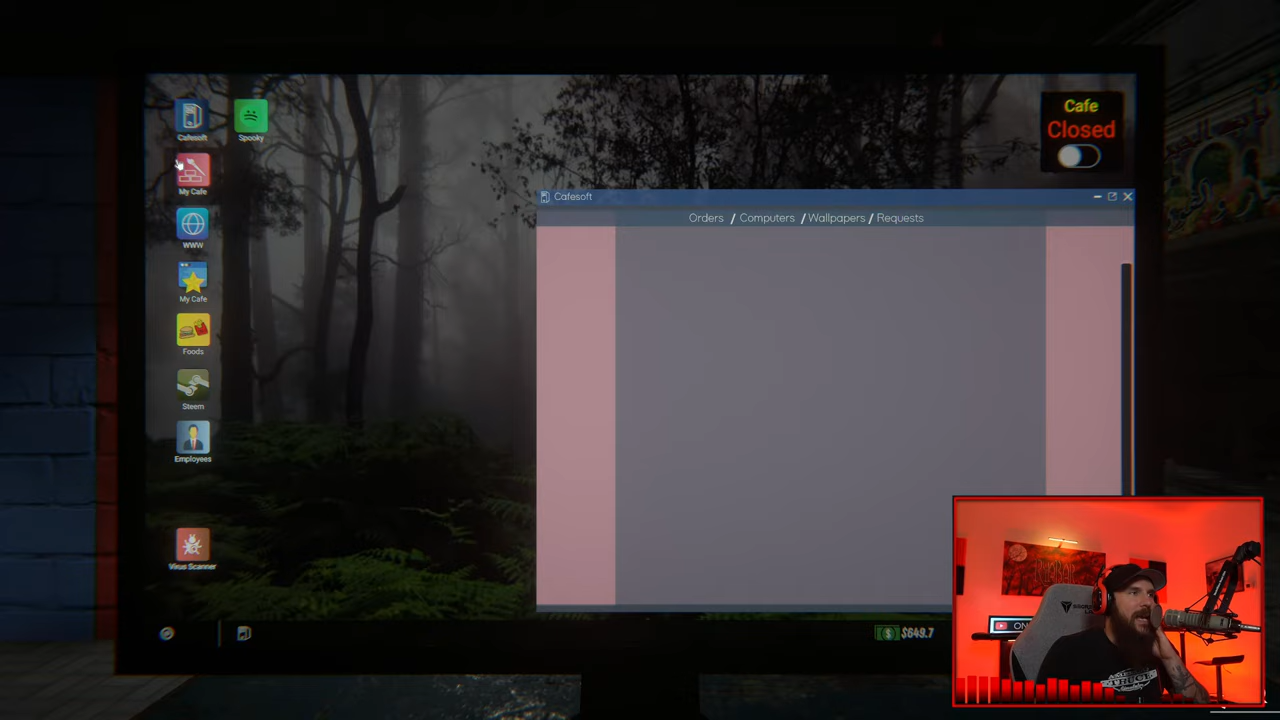 Cafesoft
Spooky
My Cafe
WWW
My Cafe
Foods
Steem
Employees
Virus Scanner
Cafe
Closed
Cafesoft
Orders / Computers / Wallpapers / Requests
$649.7
ON